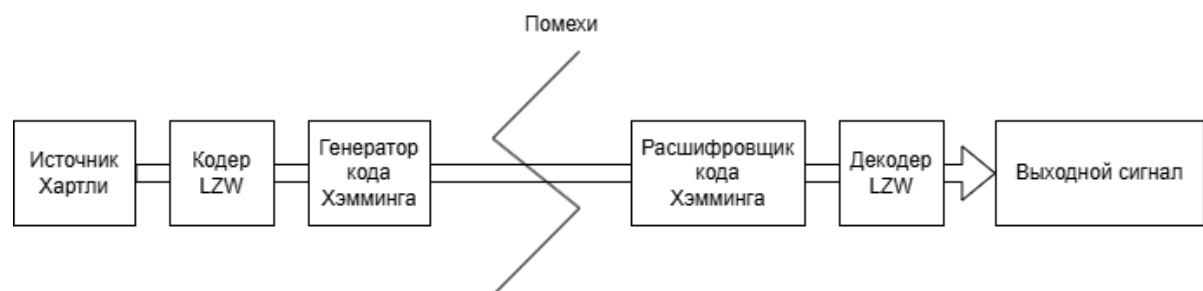 Помехи
Источник
Хартли
Кодер
LZW
Генератор
кода
Хэмминга
Расшифровщик
кода
Хэмминга
Декодер
LZW
Выходной сигнал